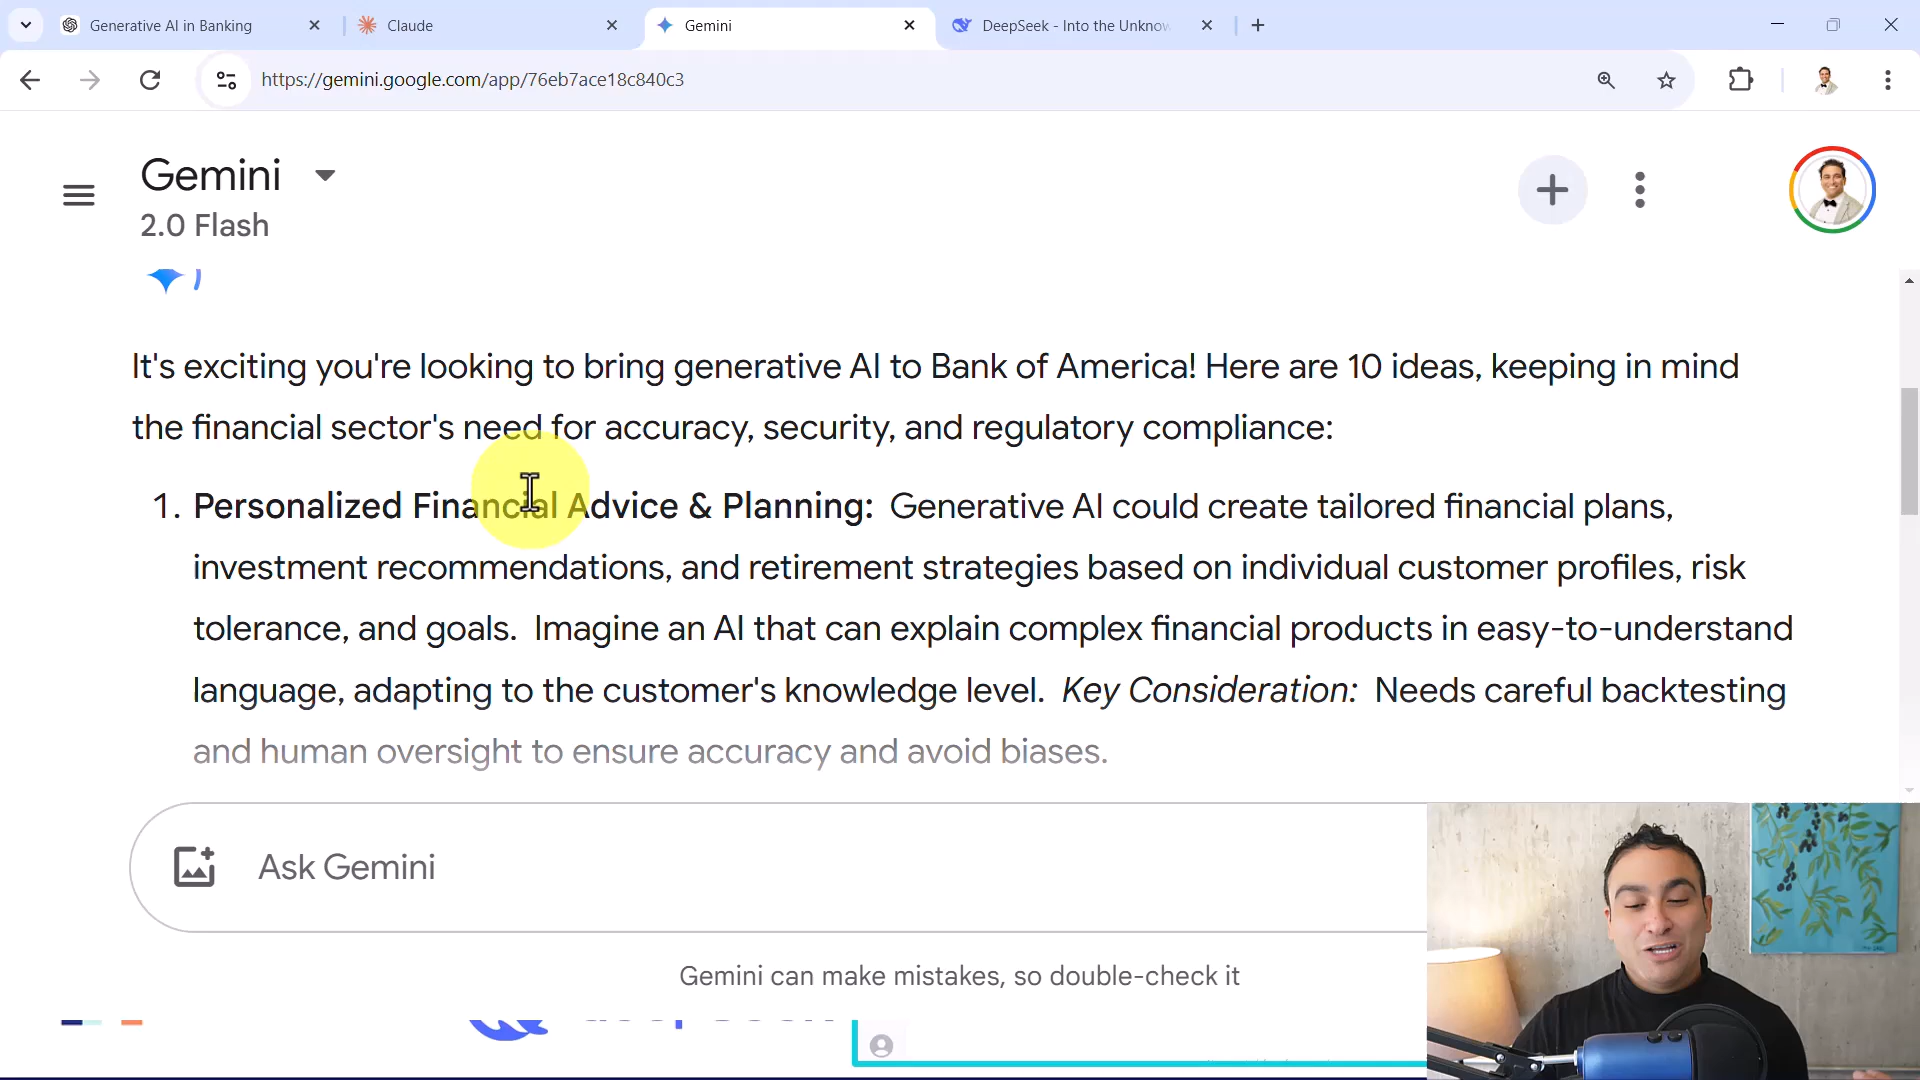 Generative AI in Banking
Claude
Gemini
DeepSeek - Into the Unknow
https://gemini.google.com/app/76eb7ace18c840c3
Gemini
2.0 Flash
It's exciting you're looking to bring generative AI to Bank of America! Here are 10 ideas, keeping in mind
the financial sector's need for accuracy, security, and regulatory compliance:
1. Personalized Financial Advice & Planning: Generative AI could create tailored financial plans,
investment recommendations, and retirement strategies based on individual customer profiles, risk
tolerance, and goals. Imagine an AI that can explain complex financial products in easy-to-understand
language, adapting to the customer's knowledge level. Key Consideration: Needs careful backtesting
and human oversight to ensure accuracy and avoid biases.
Ask Gemini
Gemini can make mistakes, so double-check it